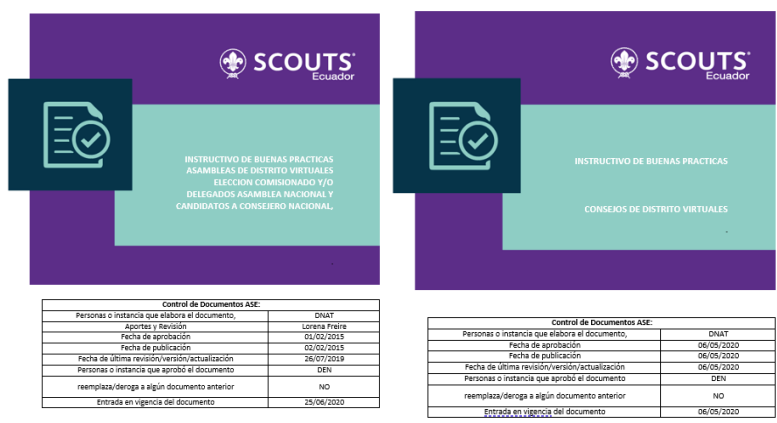 SCOUTS
Ecuador
INSTRUCTIVO DE BUENAS PRACTICAS
ASAMBLEAS DE DISTRITO VIRTUALES
ELECCION COMISIONADO Y/O
DELEGADOS ASAMBLEA NACIONAL Y
CANDIDATOS A CONSEJERO NACIONAL,
Control de Documentos ASE:
Personas o instancia que elabora el documento, DNAT
Aportes y Revisión Lorena Freire
Fecha de aprobación 01/02/2015
Fecha de publicación 02/02/2015
Fecha de última revisión/versión/actualización 26/07/2019
Personas o instancia que aprobó el documento DEN
reemplaza/deroga a algún documento anterior NO
Entrada en vigencia del documento 25/06/2020
SCOUTS
Ecuador
INSTRUCTIVO DE BUENAS PRACTICAS
CONSEJOS DE DISTRITO VIRTUALES
Control de Documentos ASE:
Personas o instancia que elabora el documento, DNAT
Fecha de aprobación 06/05/2020
Fecha de publicación 06/05/2020
Fecha de última revisión/versión/actualización 06/05/2020
Personas o instancia que aprobó el documento DEN
reemplaza/deroga a algún documento anterior NO
Entrada en vigencia del documento 06/05/2020